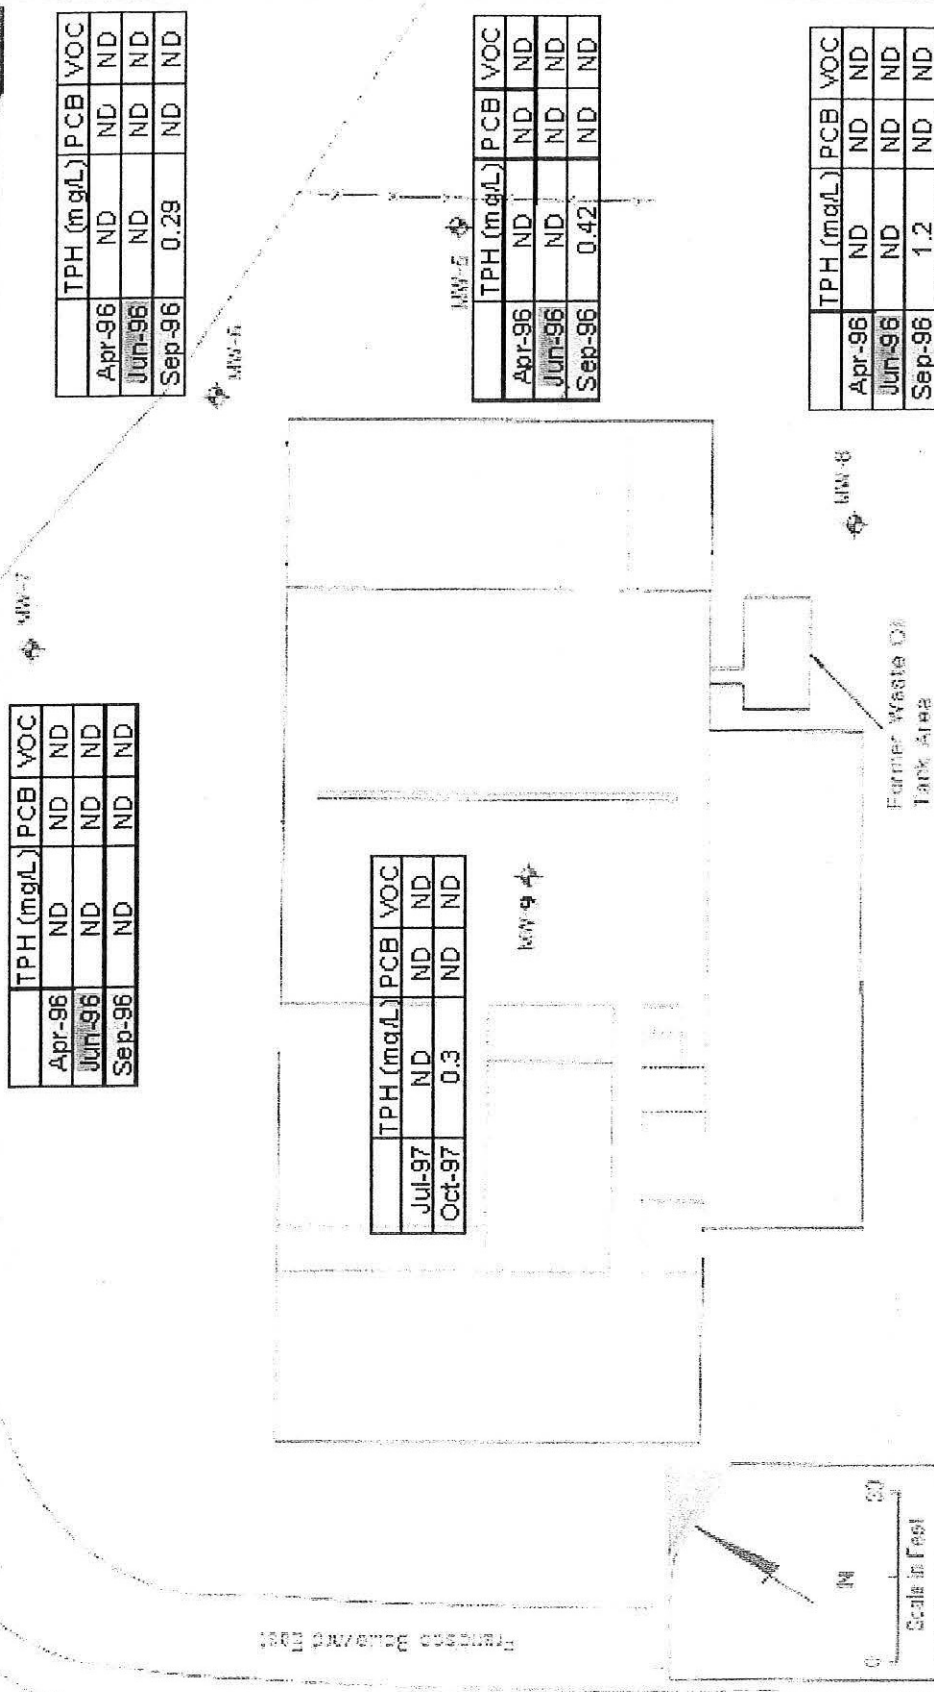 TPH (mg/L) PCB VOC
Apr-96 ND ND ND
Jun-96 ND ND ND
Sep-96 ND ND ND
MW-7
TPH (mg/L) PCB VOC
Apr-96 ND ND ND
Jun-96 ND ND ND
Sep-96 0.29 ND ND
MW-6
Francisco Boulevard East
TPH (mg/L) PCB VOC
Jul-97 ND ND ND
Oct-97 0.3 ND ND
MW-9
MW-5
TPH (mg/L) PCB VOC
Apr-96 ND ND ND
Jun-96 ND ND ND
Sep-96 0.42 ND ND
MW-8
TPH (mg/L) PCB VOC
Apr-96 ND ND ND
Jun-96 ND ND ND
Sep-96 1.2 ND ND
Former Waste Oil
Tank Area
N
0
Scale in Feet